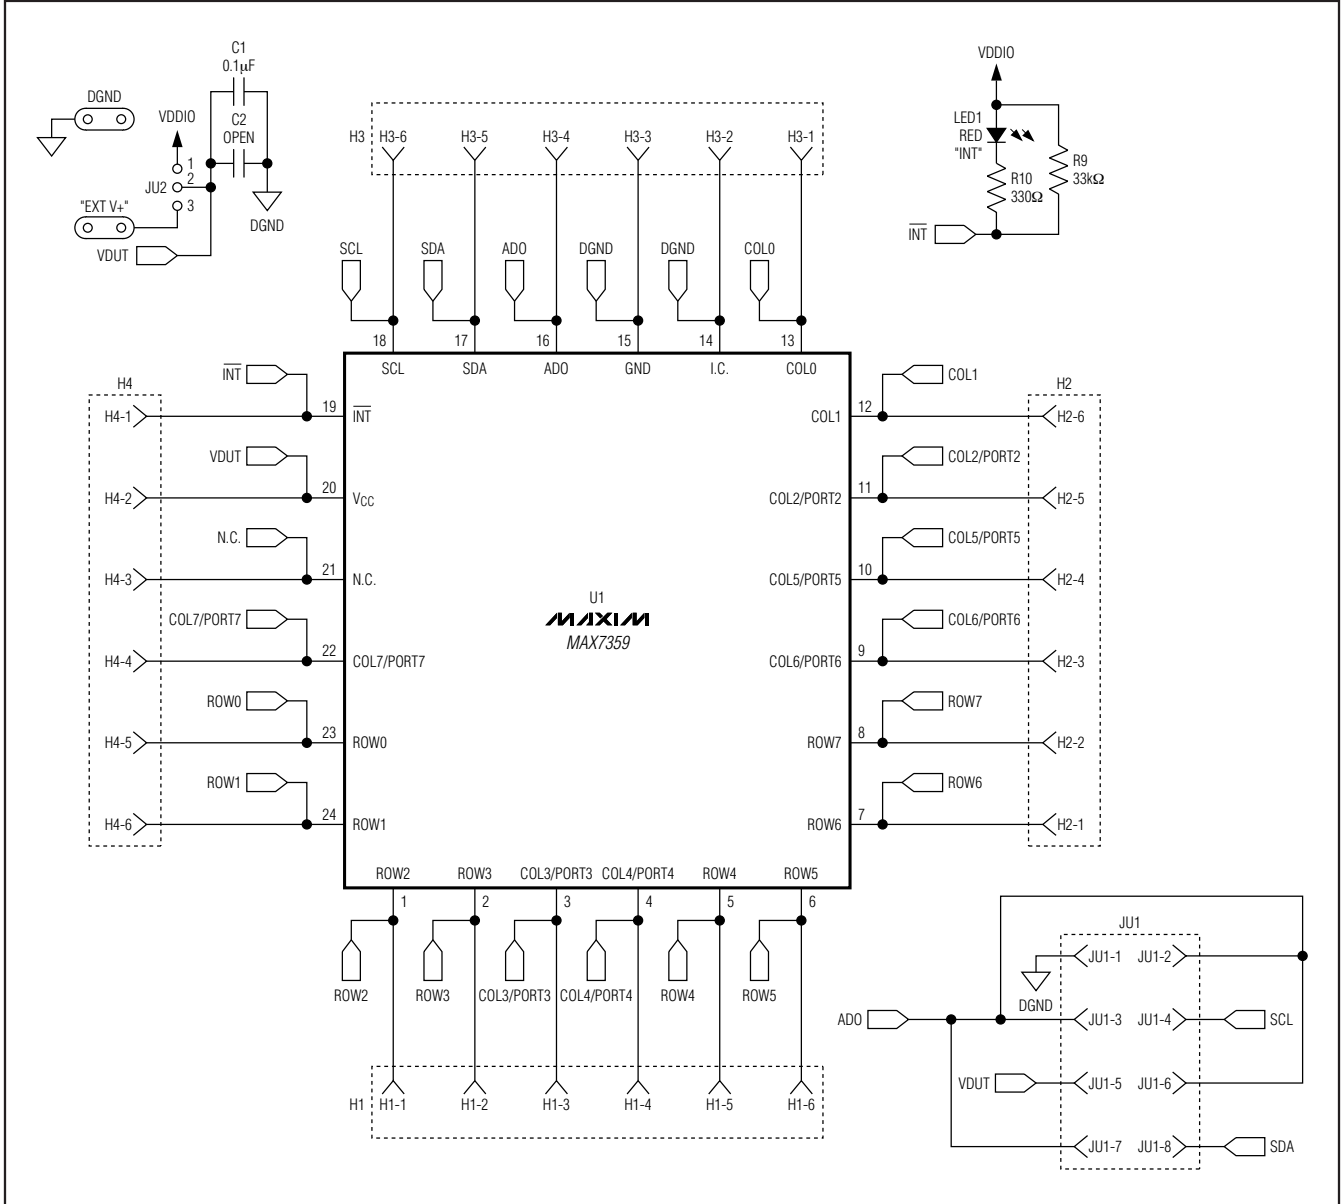 C1
0.1μF
C2
OPEN
DGND
VDDIO
1
2
3
JU2
"EXT V+"
VDUT
DGND
VDDIO
LED1
RED
"INT"
R10
330Ω
R9
33kΩ
INT
H3
H3-6
H3-5
H3-4
H3-3
H3-2
H3-1
SCL
SDA
ADO
DGND
DGND
COL0
18
17
16
15
14
13
SCL
SDA
ADO
GND
I.C.
COL0
H4
H4-1
H4-2
H4-3
H4-4
H4-5
H4-6
INT
VDUT
N.C.
COL7/PORT7
ROW0
ROW1
19
20
21
22
23
24
INT
VCC
N.C.
COL7/PORT7
ROW0
ROW1
U1
MAXIM
MAX7359
COL1
COL2/PORT2
COL5/PORT5
COL6/PORT6
ROW7
ROW6
12
11
10
9
8
7
COL1
COL2/PORT2
COL5/PORT5
COL6/PORT6
ROW7
ROW6
H2
H2-6
H2-5
H2-4
H2-3
H2-2
H2-1
ROW2
ROW3
COL3/PORT3
COL4/PORT4
ROW4
ROW5
1
2
3
4
5
6
ROW2
ROW3
COL3/PORT3
COL4/PORT4
ROW4
ROW5
H1
H1-1
H1-2
H1-3
H1-4
H1-5
H1-6
JU1
JU1-1
JU1-2
DGND
ADO
JU1-3
JU1-4
SCL
VDUT
JU1-5
JU1-6
JU1-7
JU1-8
SDA